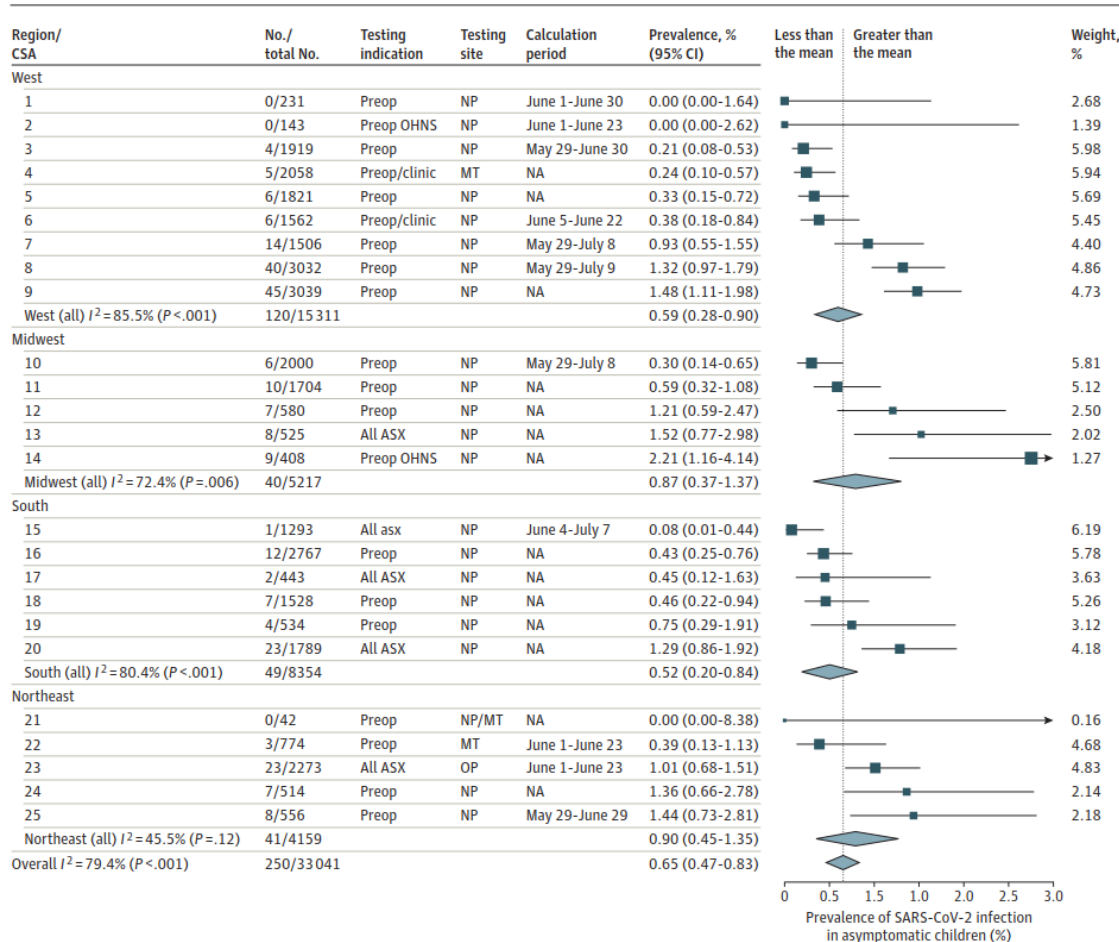 Region/ No./ Testing Testing Calculation Prevalence, % Less than Greater than Weight,
CSA total No. indication site period (95% CI) the mean the mean %
West
1 0/231 Preop NP June 1-June 30 0.00 (0.00-1.64) 2.68
2 0/143 Preop OHNS NP June 1-June 23 0.00 (0.00-2.62) 1.39
3 4/1919 Preop NP May 29-June 30 0.21 (0.08-0.53) 5.98
4 5/2058 Preop/clinic MT NA 0.24 (0.10-0.57) 5.94
5 6/1821 Preop NP NA 0.33 (0.15-0.72) 5.69
6 6/1562 Preop/clinic NP June 5-June 22 0.38 (0.18-0.84) 5.45
7 14/1506 Preop NP May 29-July 8 0.93 (0.55-1.55) 4.40
8 40/3032 Preop NP May 29-July 9 1.32 (0.97-1.79) 4.86
9 45/3039 Preop NP NA 1.48 (1.11-1.98) 4.73
West (all) I2 = 85.5% (P <.001) 120/15 311 0.59 (0.28-0.90)
Midwest
10 6/2000 Preop NP May 29-July 8 0.30 (0.14-0.65) 5.81
11 10/1704 Preop NP NA 0.59 (0.32-1.08) 5.12
12 7/580 Preop NP NA 1.21 (0.59-2.47) 2.50
13 8/525 All ASX NP NA 1.52 (0.77-2.98) 2.02
14 9/408 Preop OHNS NP NA 2.21 (1.16-4.14) 1.27
Midwest (all) I2 = 72.4% (P =.006) 40/5217 0.87 (0.37-1.37)
South
15 1/1293 All asx NP June 4-July 7 0.08 (0.01-0.44) 6.19
16 12/2767 Preop NP NA 0.43 (0.25-0.76) 5.78
17 2/443 All ASX NP NA 0.45 (0.12-1.63) 3.63
18 7/1528 Preop NP NA 0.46 (0.22-0.94) 5.26
19 4/534 Preop NP NA 0.75 (0.29-1.91) 3.12
20 23/1789 All ASX NP NA 1.29 (0.86-1.92) 4.18
South (all) I2 = 80.4% (P <.001) 49/8354 0.52 (0.20-0.84)
Northeast
21 0/42 Preop NP/MT NA 0.00 (0.00-8.38) 0.16
22 3/774 Preop MT June 1-June 23 0.39 (0.13-1.13) 4.68
23 23/2273 All ASX OP June 1-June 23 1.01 (0.68-1.51) 4.83
24 7/514 Preop NP NA 1.36 (0.66-2.78) 2.14
25 8/556 Preop NP May 29-June 29 1.44 (0.73-2.81) 2.18
Northeast (all) I2 = 45.5% (P =.12) 41/4159 0.90 (0.45-1.35)
Overall I2 = 79.4% (P <.001) 250/33 041 0.65 (0.47-0.83)
0 0.5 1.5 2.0 2.5 3.0
Prevalence of SARS-CoV-2 infection
in asymptomatic children (%)